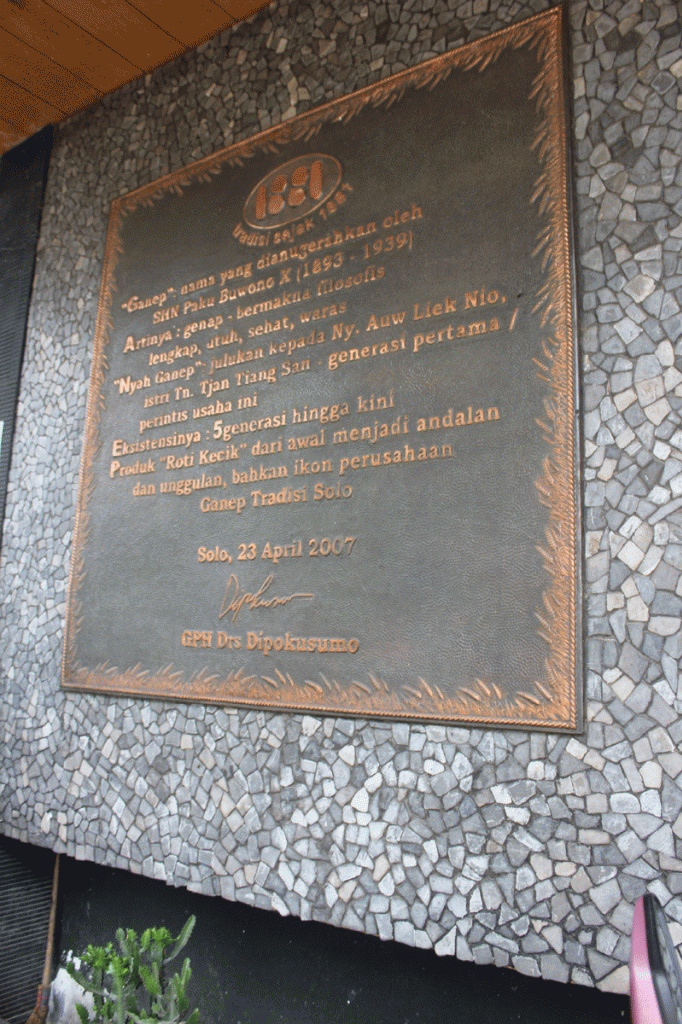 1881
Tradisi sejak 1881
"Ganep": nama yang dianugerahkan oleh
SHN Paku Buwono X (1893 - 1939)
Artinya : genap - bermakna filosofis
lengkap, utuh, sehat, waras
"Nyah Ganep"- julukan kepada Ny. Auw Liek Nio,
istri Tn. Tjan Tiang San - generasi pertama /
perintis usaha ini
Eksistensinya : 5generasi hingga kini
Produk "Roti Kecik" dari awal menjadi andalan
dan unggulan, bahkan ikon perusahaan
Ganep Tradisi Solo
Solo, 23 April 2007
Dipokusumo
GPH Drs Dipokusumo